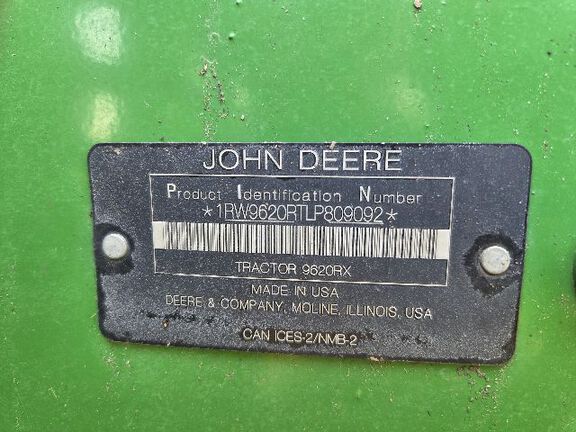 JOHN DEERE
Product Identification Number
*1RW9620RTLP809092*
TRACTOR 9620RX
MADE IN USA
DEERE & COMPANY, MOLINE, ILLINOIS, USA
CAN ICES-2/NMB-2